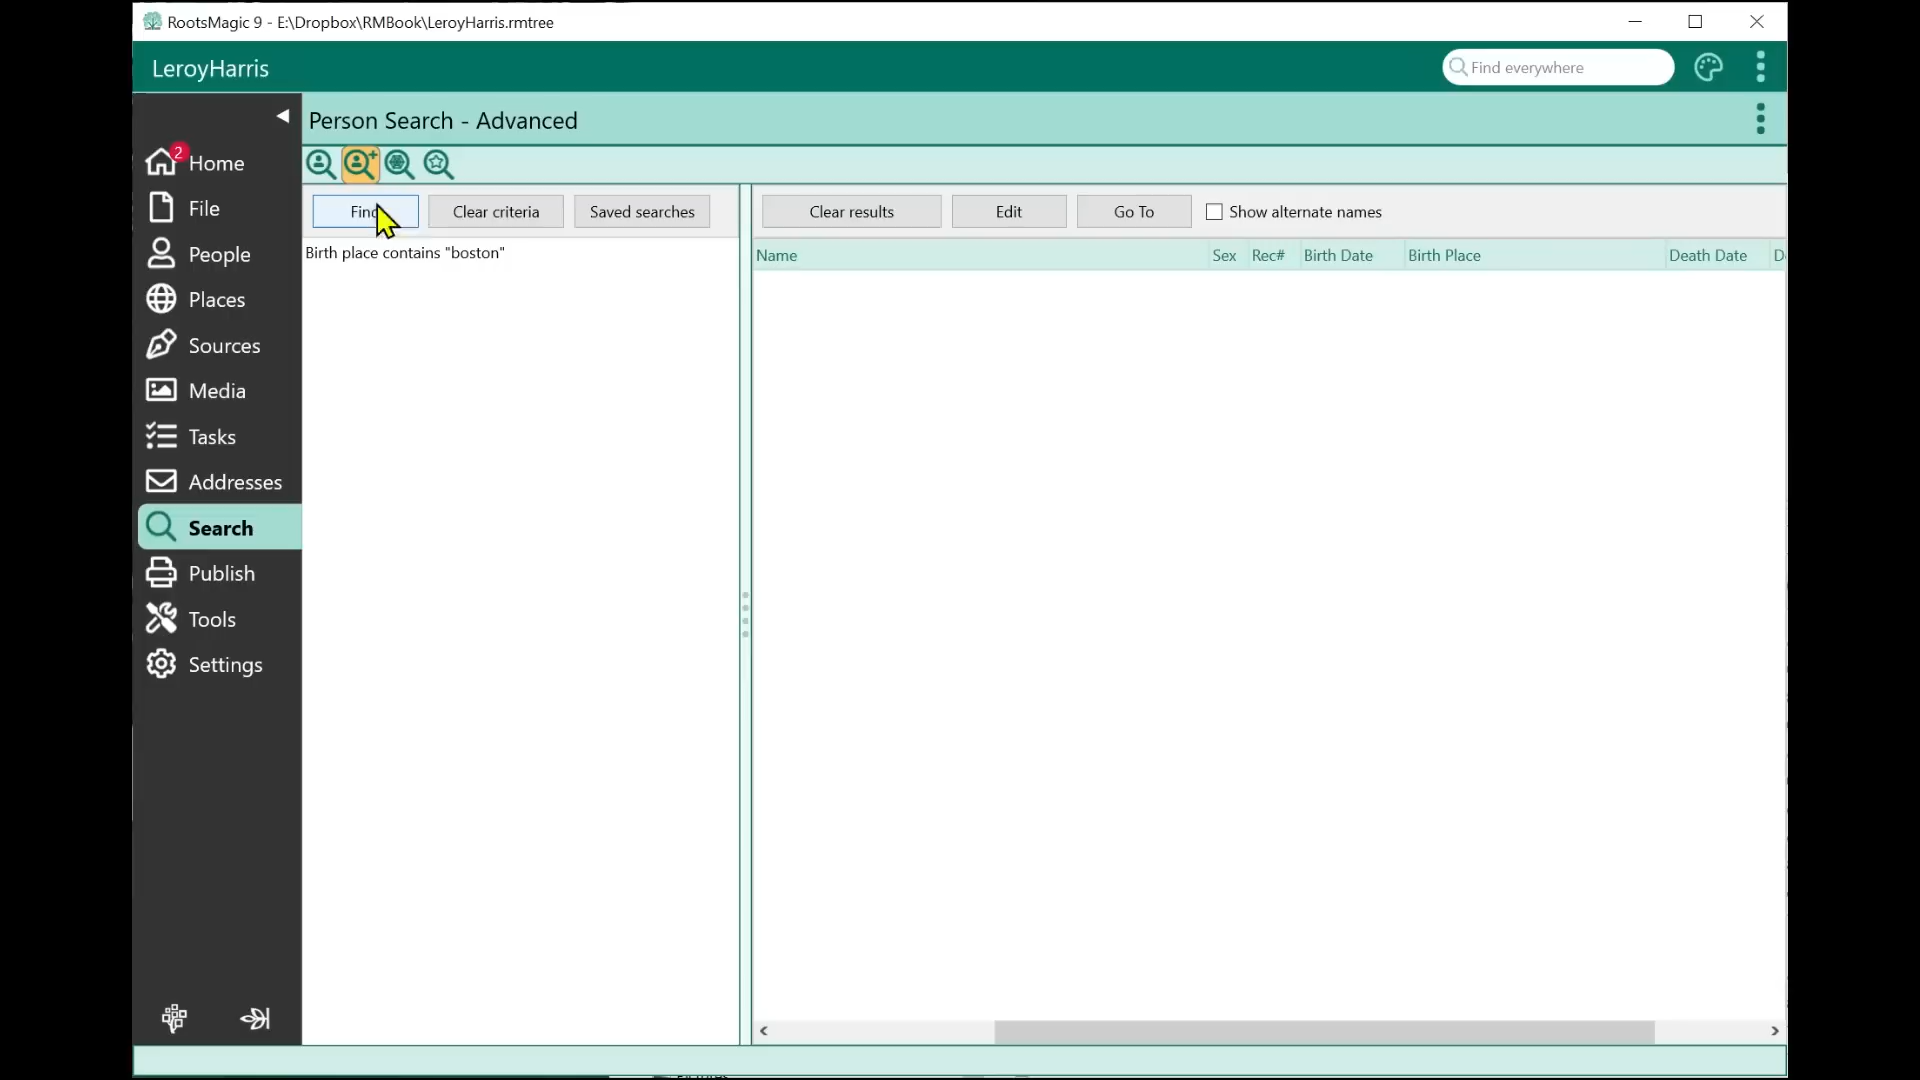 RootsMagic 9 - E:\Dropbox\RMBook\LeroyHarris.rmtree
LeroyHarris
Find everywhere
Person Search - Advanced
2
Home
File
People
Places
Sources
Media
Tasks
Addresses
Search
Publish
Tools
Settings
Find
Clear criteria
Saved searches
Birth place contains "boston"
Clear results
Edit
Go To
Show alternate names
Name
Sex
Rec#
Birth Date
Birth Place
Death Date